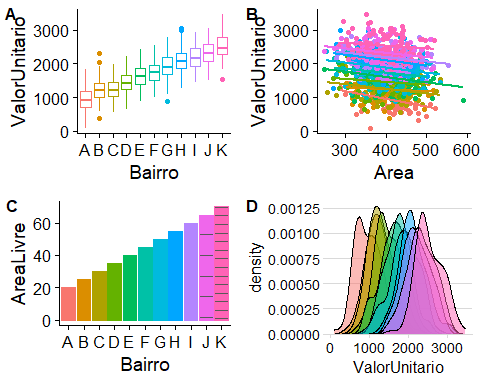 A
ValorUnitario
3000
2000
1000
0
A B C D E F G H I J K
Bairro
B
ValorUnitario
3000
2000
1000
0
300 400 500 600
Area
C
AreaLivre
60
40
20
0
A B C D E F G H I J K
Bairro
D
density
0.00125
0.00100
0.00075
0.00050
0.00025
0.00000
0 1000 2000 3000
ValorUnitario